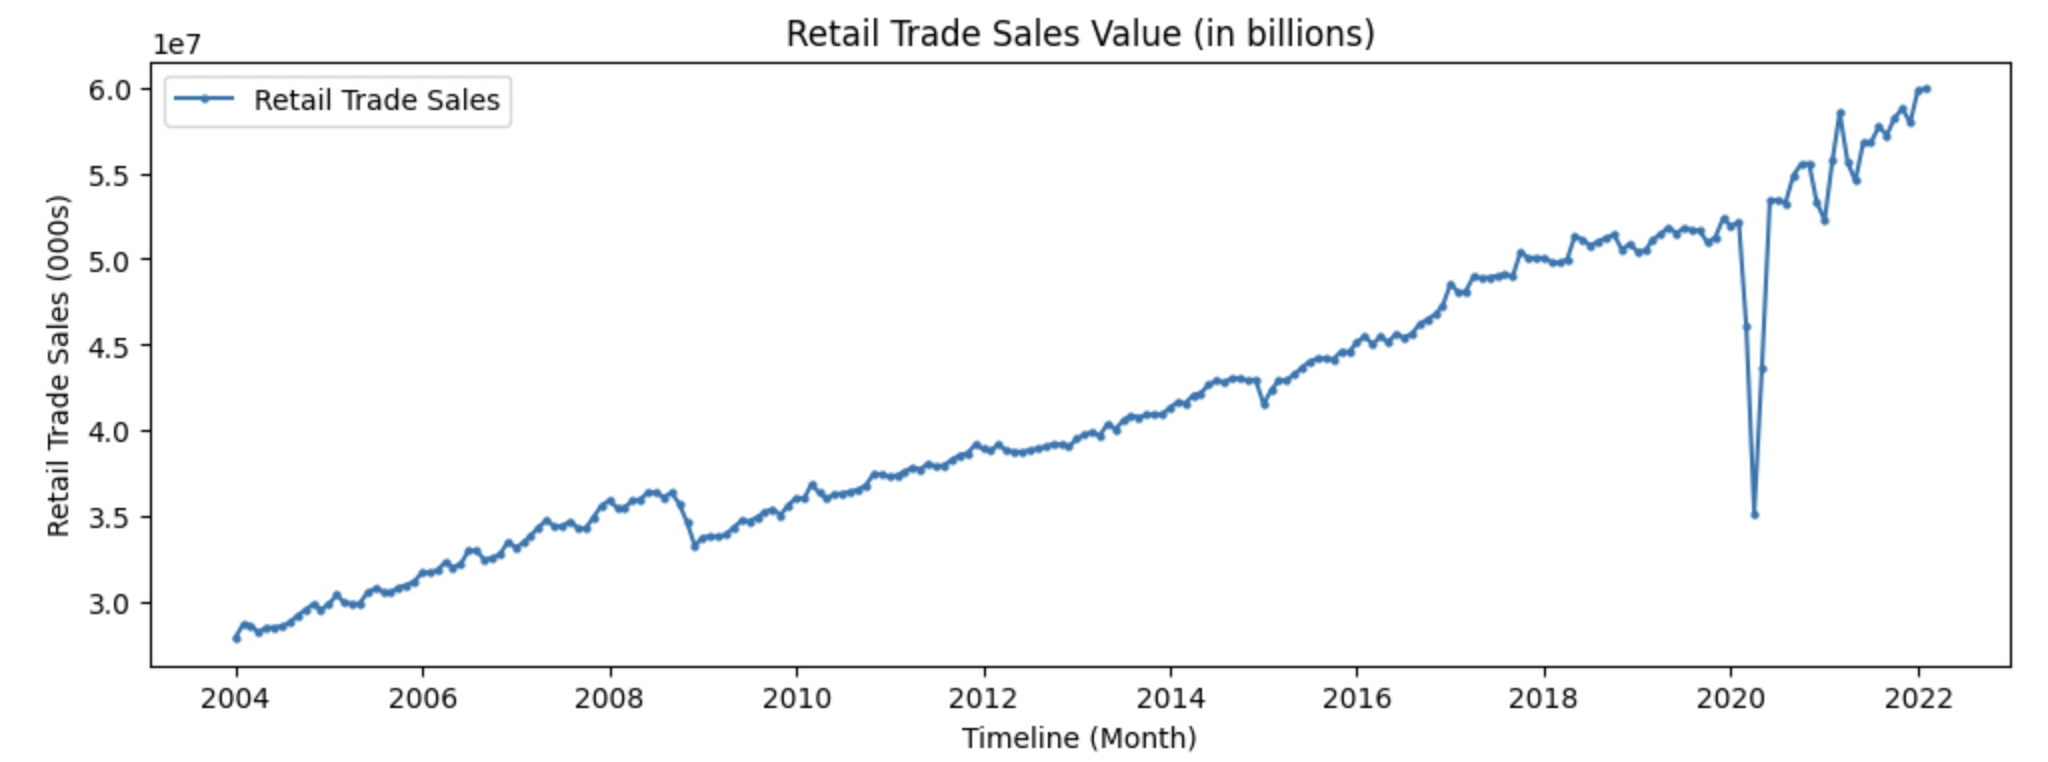 Retail Trade Sales Value (in billions)
1e7
Retail Trade Sales
6.0
5.5
5.0
4.5
4.0
3.5
3.0
Retail Trade Sales (000s)
2004 2006 2008 2010 2012 2014 2016 2018 2020 2022
Timeline (Month)